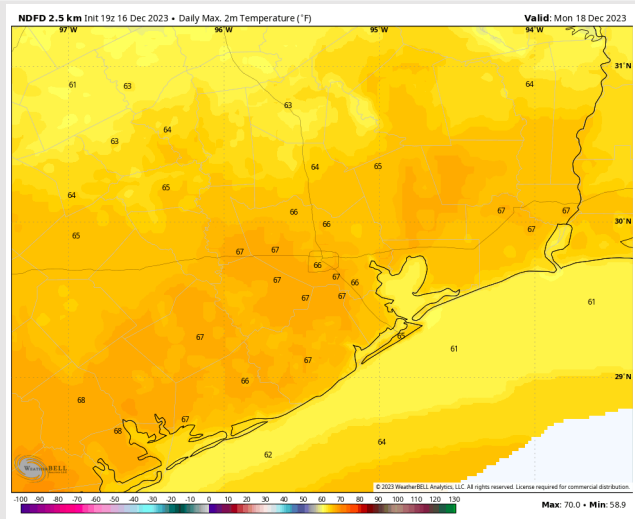 NDFD 2.5 km Init 19z 16 Dec 2023 • Daily Max. 2m Temperature (°F)
Valid: Mon 18 Dec 2023
97°W 96°W 95°W 94°W
31°N
61 63 64
63
64
63
64 65
65
64
66 67 67
66 67
65
67 67
66
67 67 66
67 67
61
67 65
61
67
29°N
66
68
67
68
64
62
30°N
WeatherBELL
© 2023 WeatherBELL Analytics, LLC. All rights reserved. License required for commercial distribution.
-100 -90 -80 -70 -60 -50 -40 -30 -20 -10 0 10 20 30 40 50 60 70 80 90 100 110 120 130
Max: 70.0 • Min: 58.9